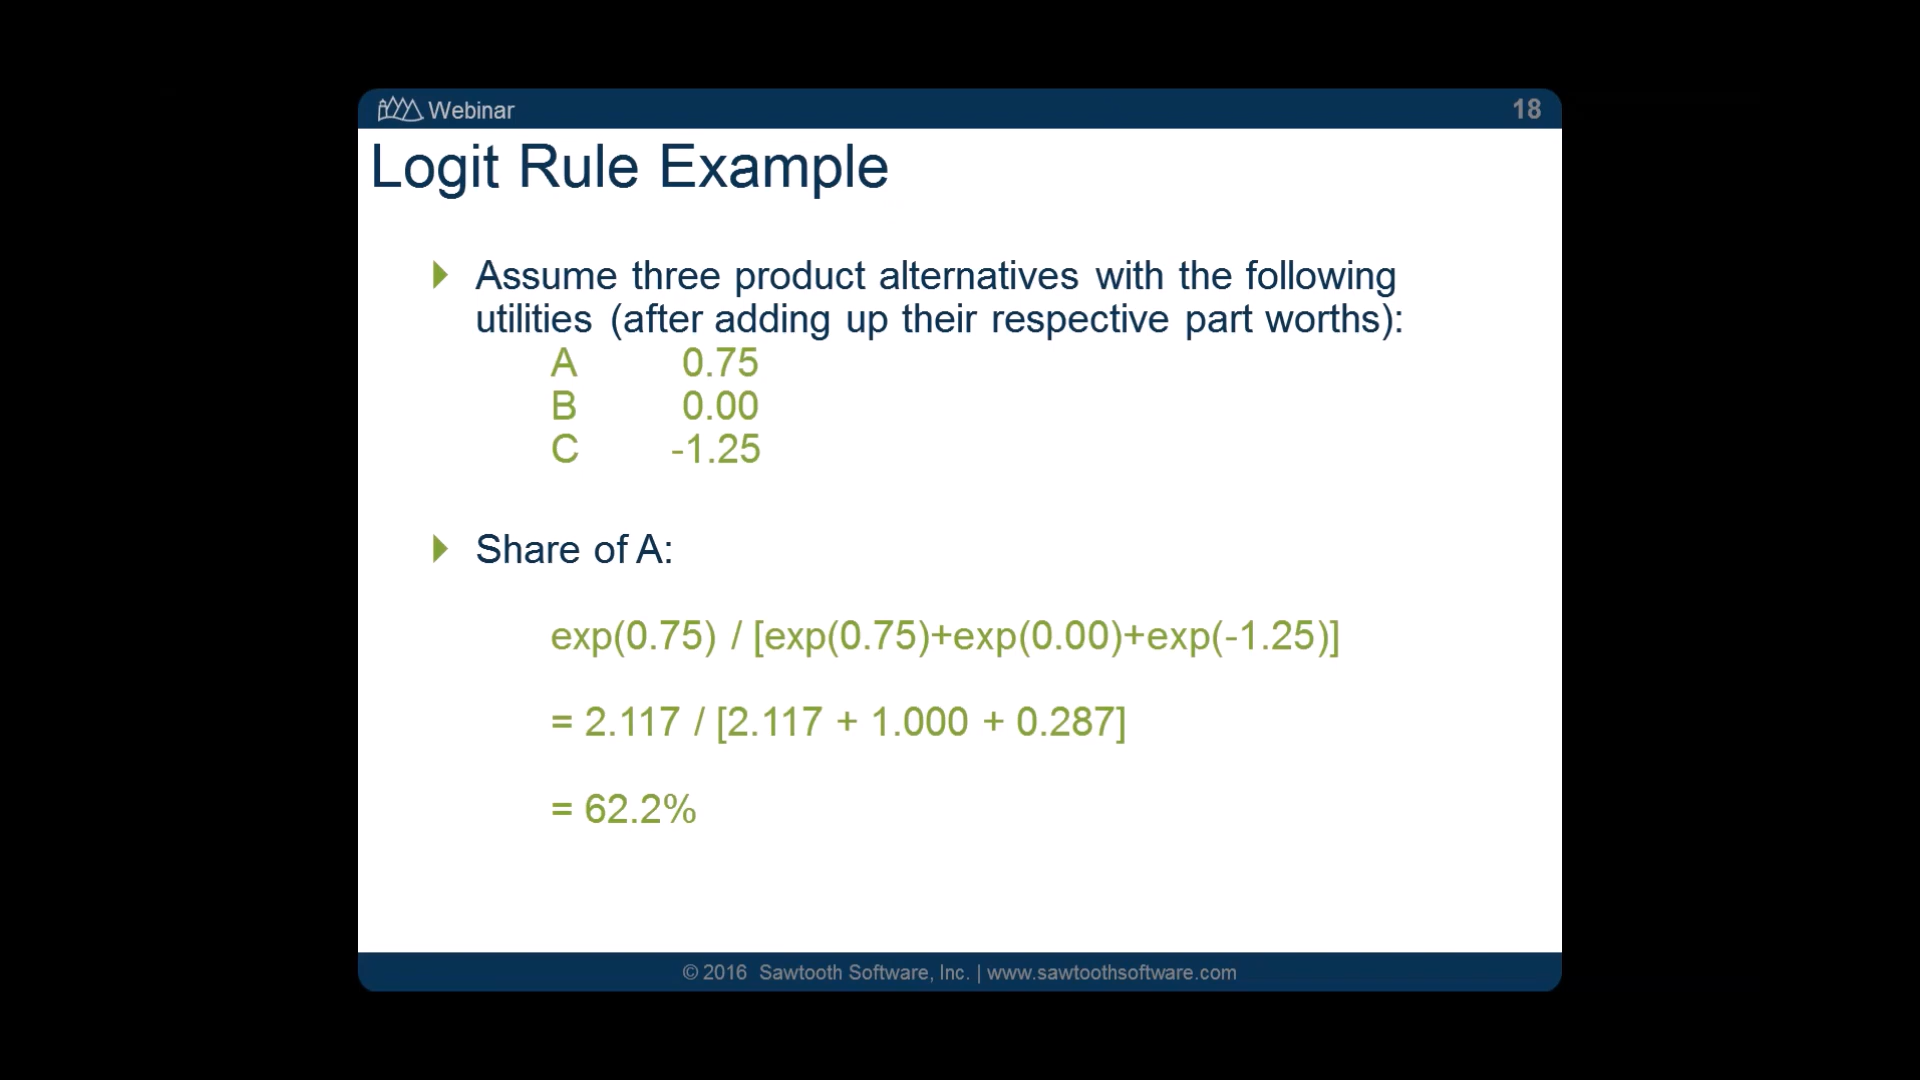 Webinar
18
Logit Rule Example
Assume three product alternatives with the following
utilities (after adding up their respective part worths):
A 0.75
B 0.00
C -1.25
Share of A:
exp(0.75) / [exp(0.75)+exp(0.00)+exp(-1.25)]
= 2.117 / [2.117 + 1.000 + 0.287]
= 62.2%
© 2016 Sawtooth Software, Inc. | www.sawtoothsoftware.com